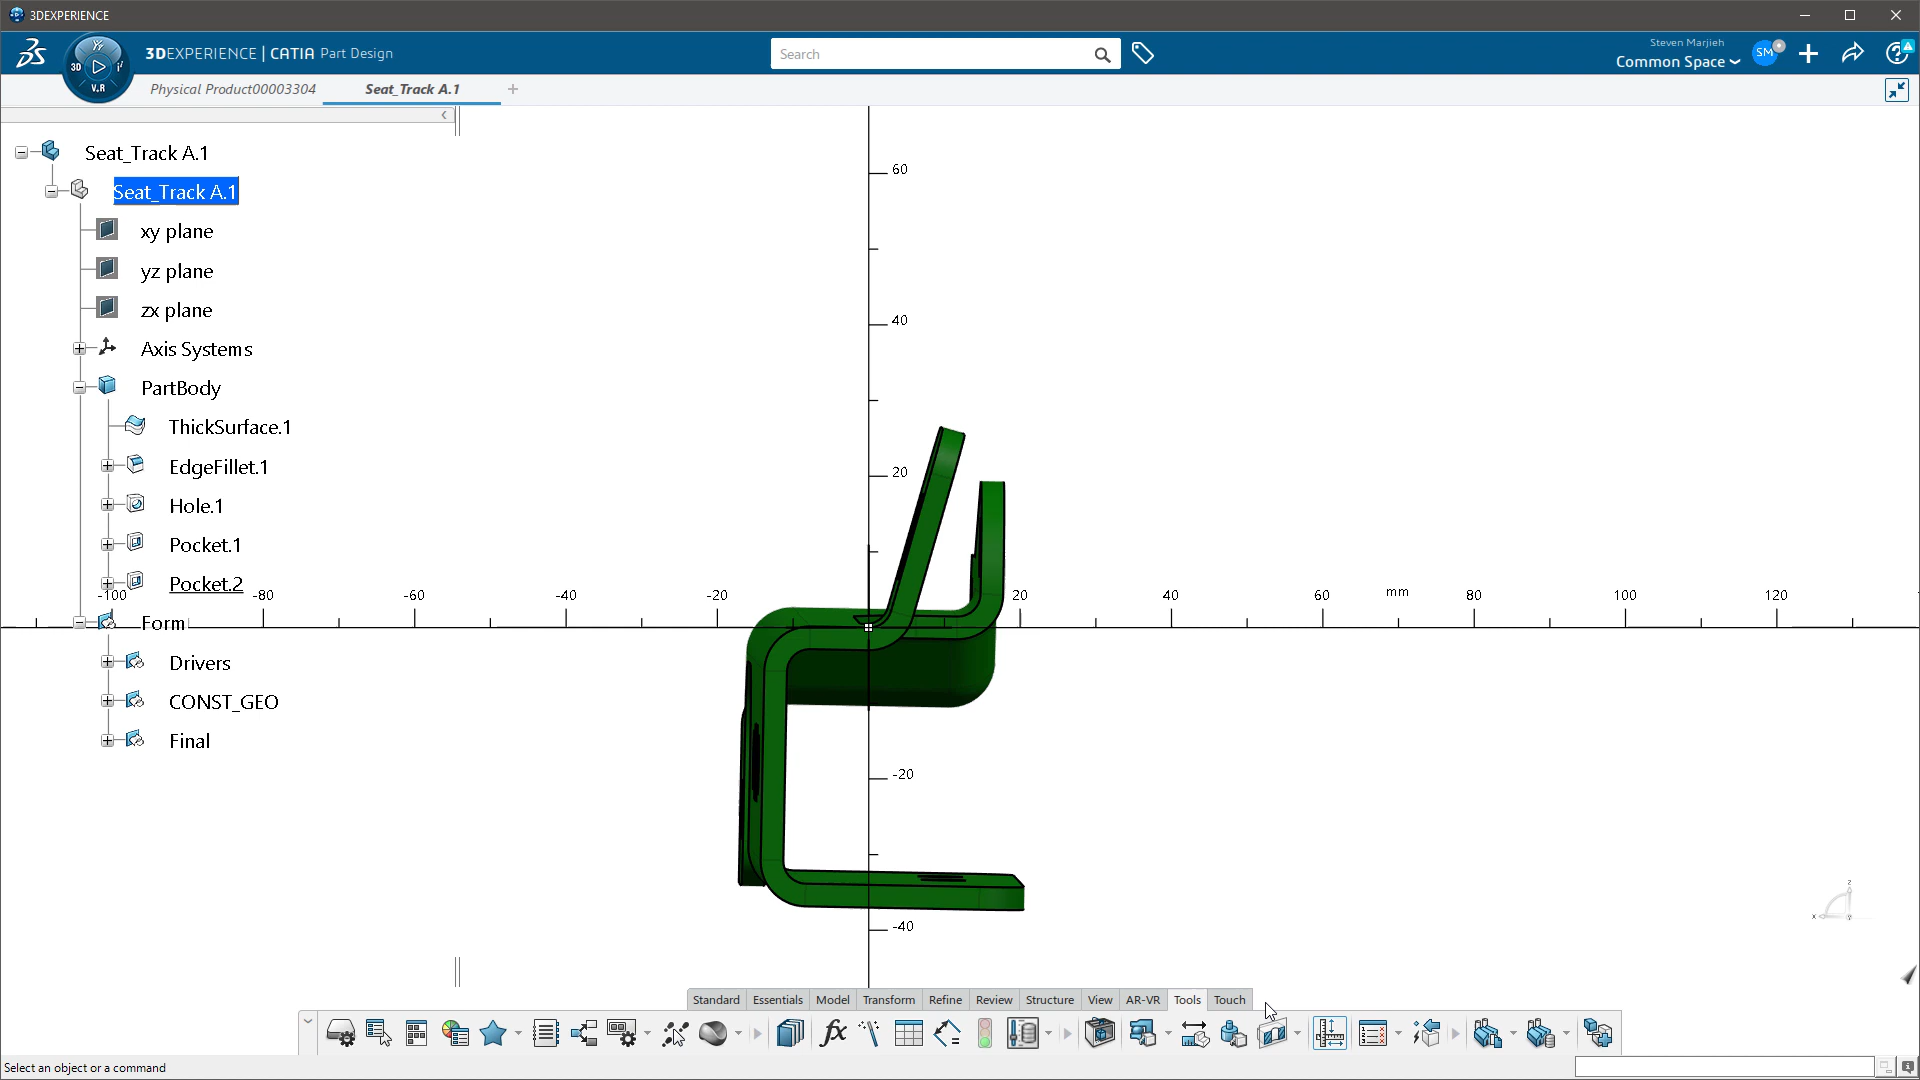 3DEXPERIENCE
3DEXPERIENCE | CATIA Part Design
Search
Steven Marjieh
Common Space
SM
3D
V.R
Physical Product00003304
Seat_Track A.1
+
Seat_Track A.1
Seat_Track A.1
xy plane
yz plane
zx plane
Axis Systems
PartBody
ThickSurface.1
EdgeFillet.1
Hole.1
Pocket.1
Pocket.2
Form
Drivers
CONST_GEO
Final
60
40
20
-100 -80 -60 -40 -20 20 40 60 mm 80 100 120
-20
-40
z
x
Y
Standard Essentials Model Transform Refine Review Structure View AR-VR Tools Touch
fx
Select an object or a command